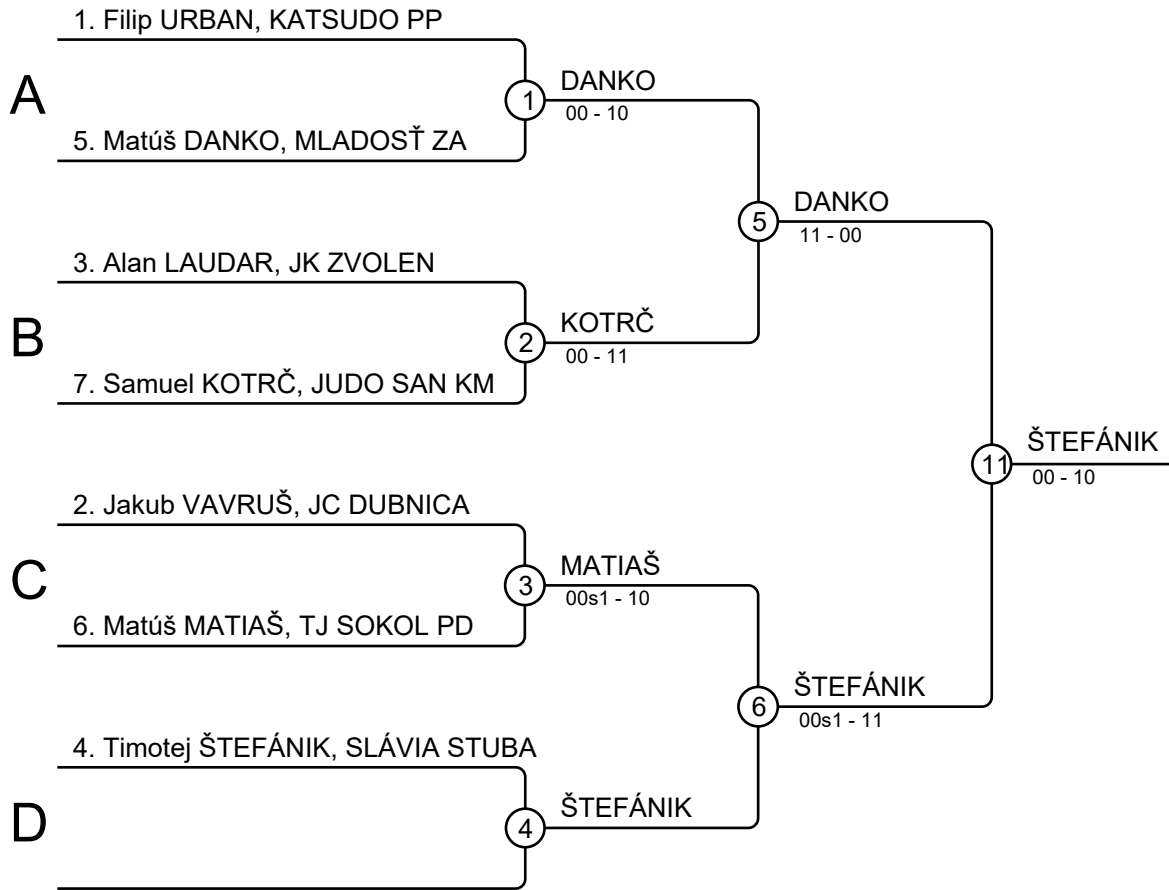 1. Filip URBAN, KATSUDO PP
A
1
DANKO
00 - 10
5. Matúš DANKO, MLADOSŤ ZA
5
DANKO
11 - 00
3. Alan LAUDAR, JK ZVOLEN
B
2
KOTRČ
00 - 11
7. Samuel KOTRČ, JUDO SAN KM
11
ŠTEFÁNIK
00 - 10
2. Jakub VAVRUŠ, JC DUBNICA
C
3
MATIAŠ
00s1 - 10
6. Matúš MATIAŠ, TJ SOKOL PD
6
ŠTEFÁNIK
00s1 - 11
4. Timotej ŠTEFÁNIK, SLÁVIA STUBA
D
4
ŠTEFÁNIK